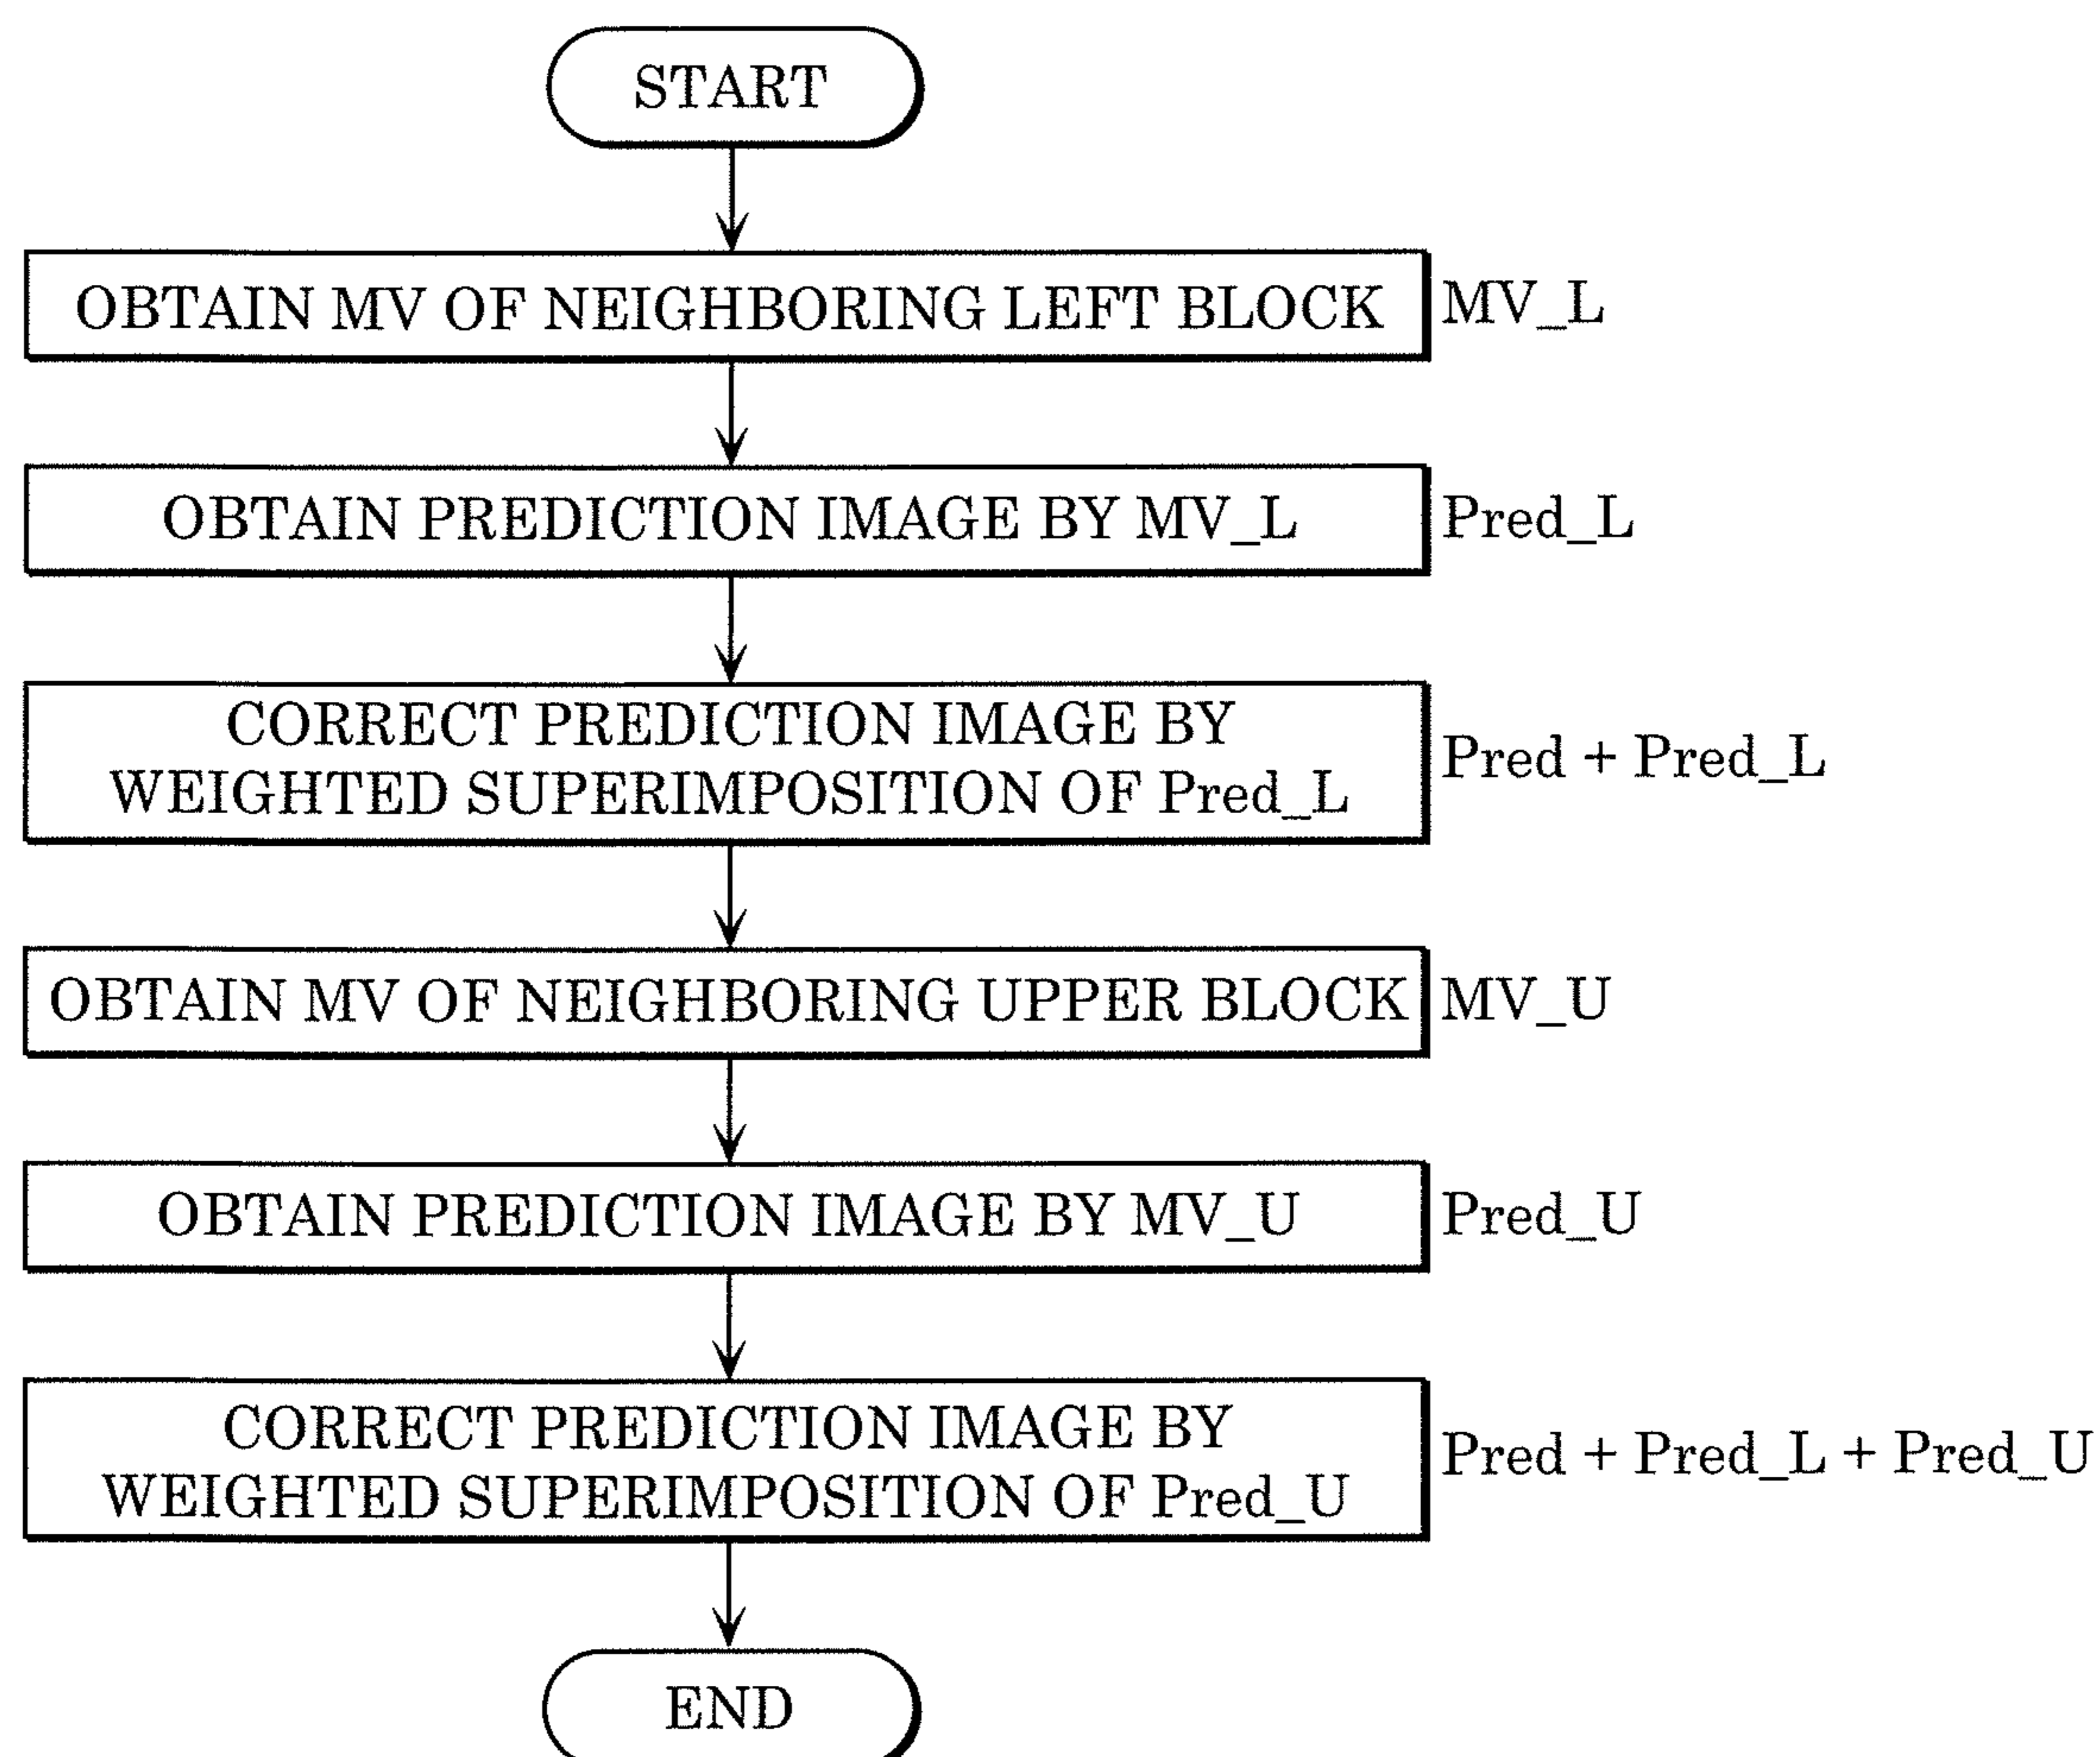 START
OBTAIN MV OF NEIGHBORING LEFT BLOCK
MV_L
OBTAIN PREDICTION IMAGE BY MV_L
Pred_L
CORRECT PREDICTION IMAGE BY
WEIGHTED SUPERIMPOSITION OF Pred_L
Pred + Pred_L
OBTAIN MV OF NEIGHBORING UPPER BLOCK
MV_U
OBTAIN PREDICTION IMAGE BY MV_U
Pred_U
CORRECT PREDICTION IMAGE BY
WEIGHTED SUPERIMPOSITION OF Pred_U
Pred + Pred_L + Pred_U
END